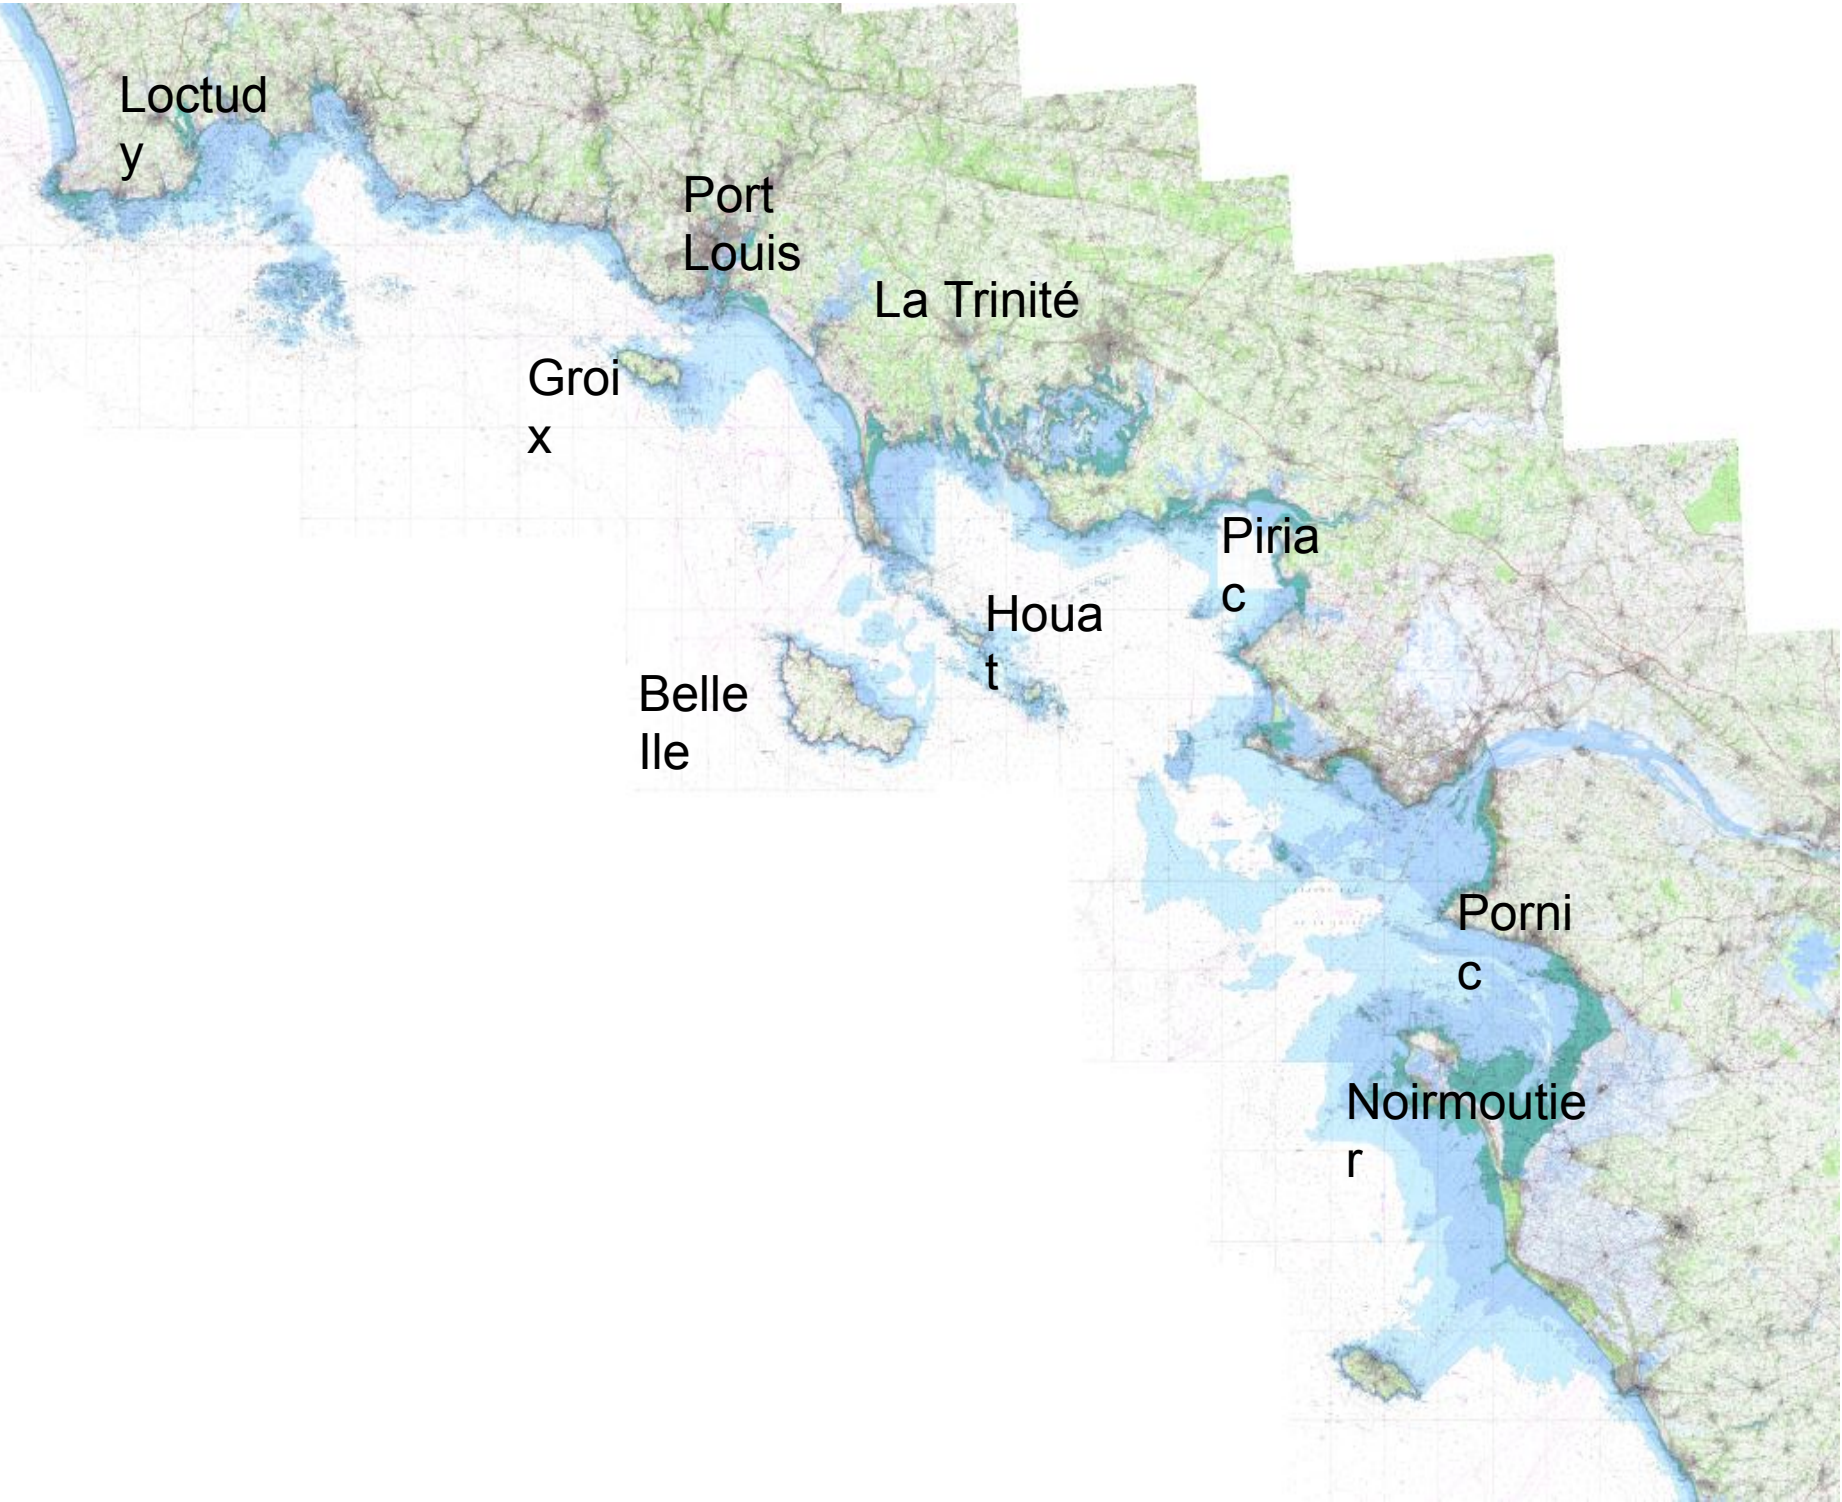 Loctud
y
Port
Louis
La Trinité
Groi
x
Piria
c
Houa
t
Belle
Ile
Porni
c
Noirmoutie
r